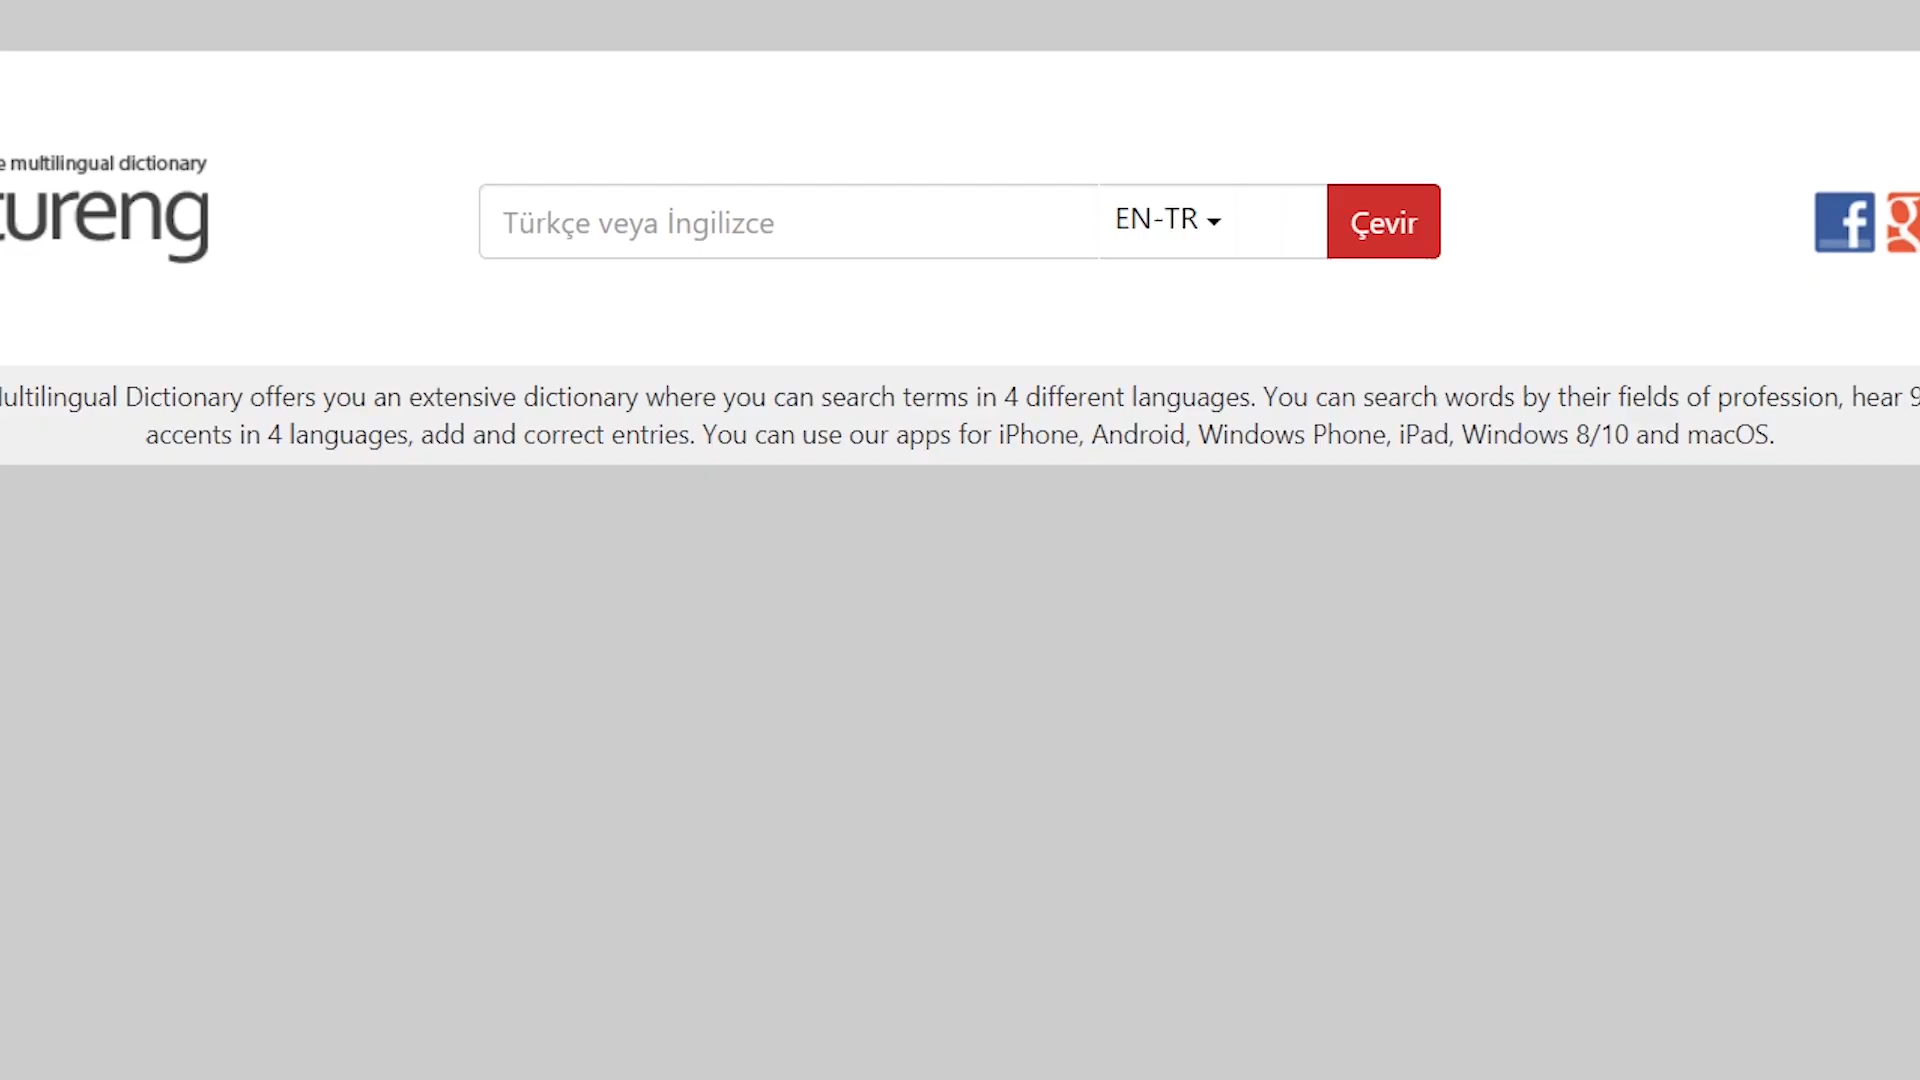 e multilingual dictionary
tureng
Türkçe veya İngilizce
EN-TR
Çevir
Multilingual Dictionary offers you an extensive dictionary where you can search terms in 4 different languages. You can search words by their fields of profession, hear 9
accents in 4 languages, add and correct entries. You can use our apps for iPhone, Android, Windows Phone, iPad, Windows 8/10 and macOS.